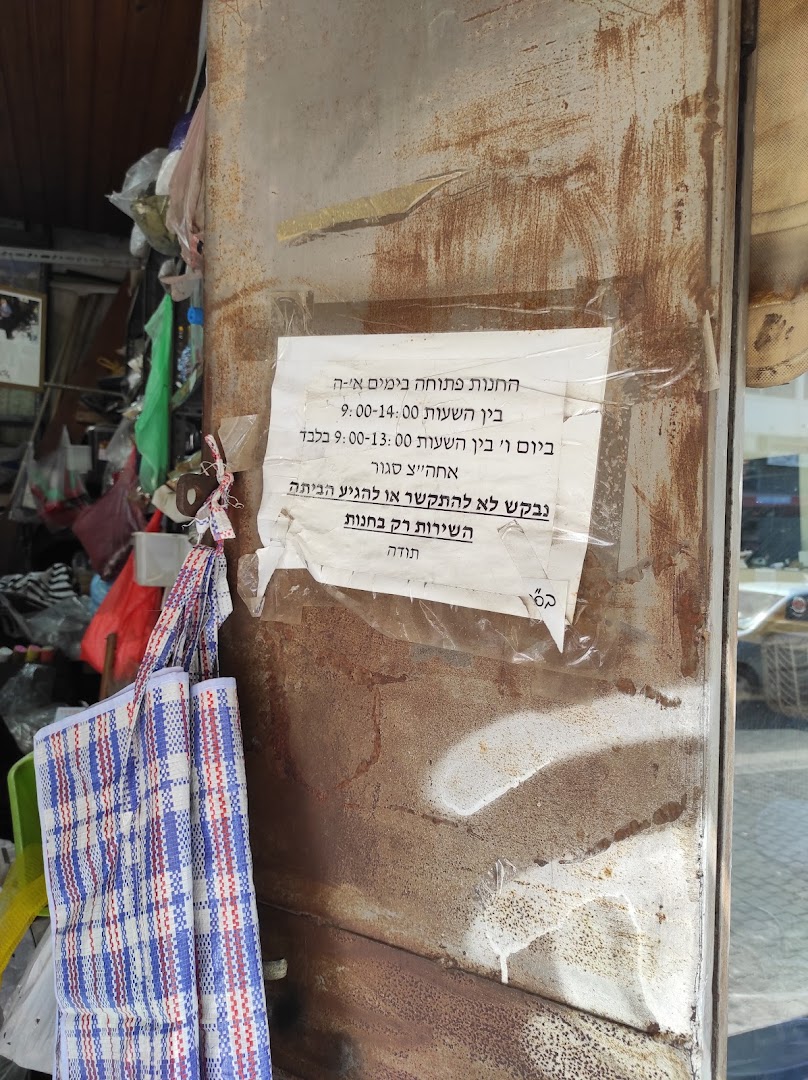 החנות פתוחה בימים א׳-ה
בין השעות 9:00-14:00
ביום ו׳ בין השעות 9:00-13:00 בלבד
אחה״צ סגור
נבקש לא להתקשר או להגיע הביתה
השירות רק בחנות
תודה
בס״